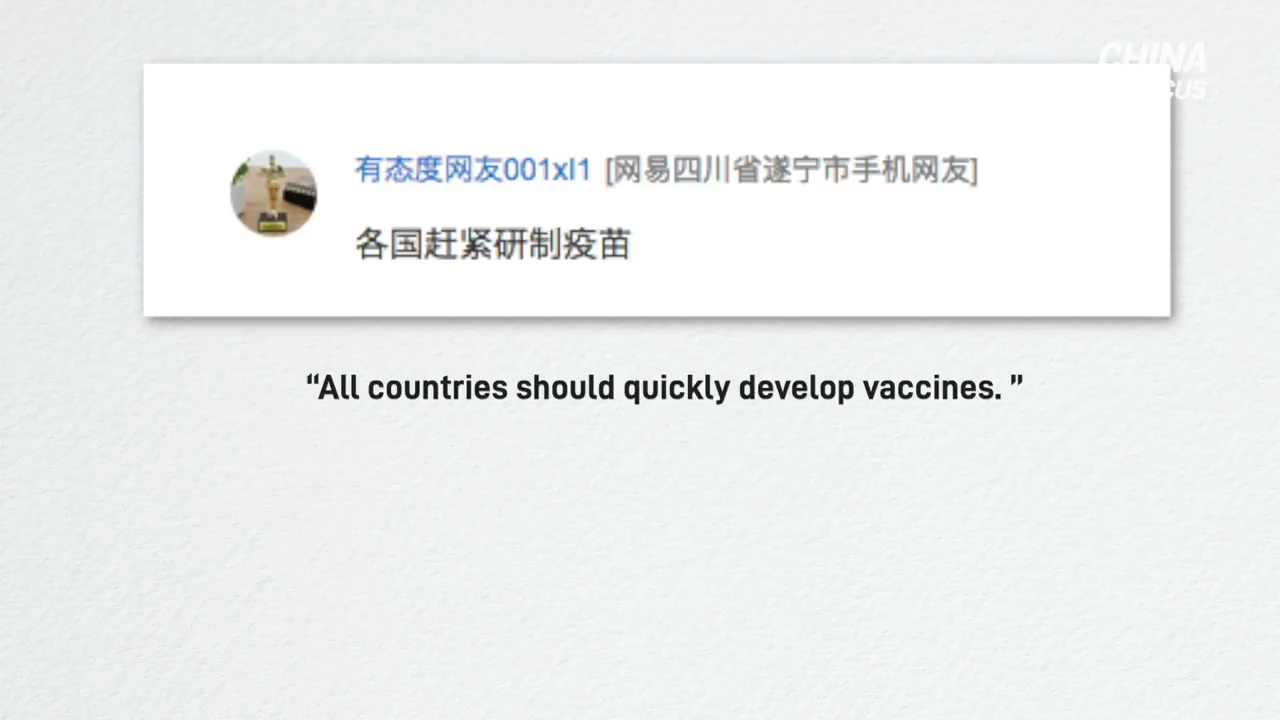 CHINA
有态度网友001xl1 [网易四川省遂宁市手机网友]
各国赶紧研制疫苗
“All countries should quickly develop vaccines. ”